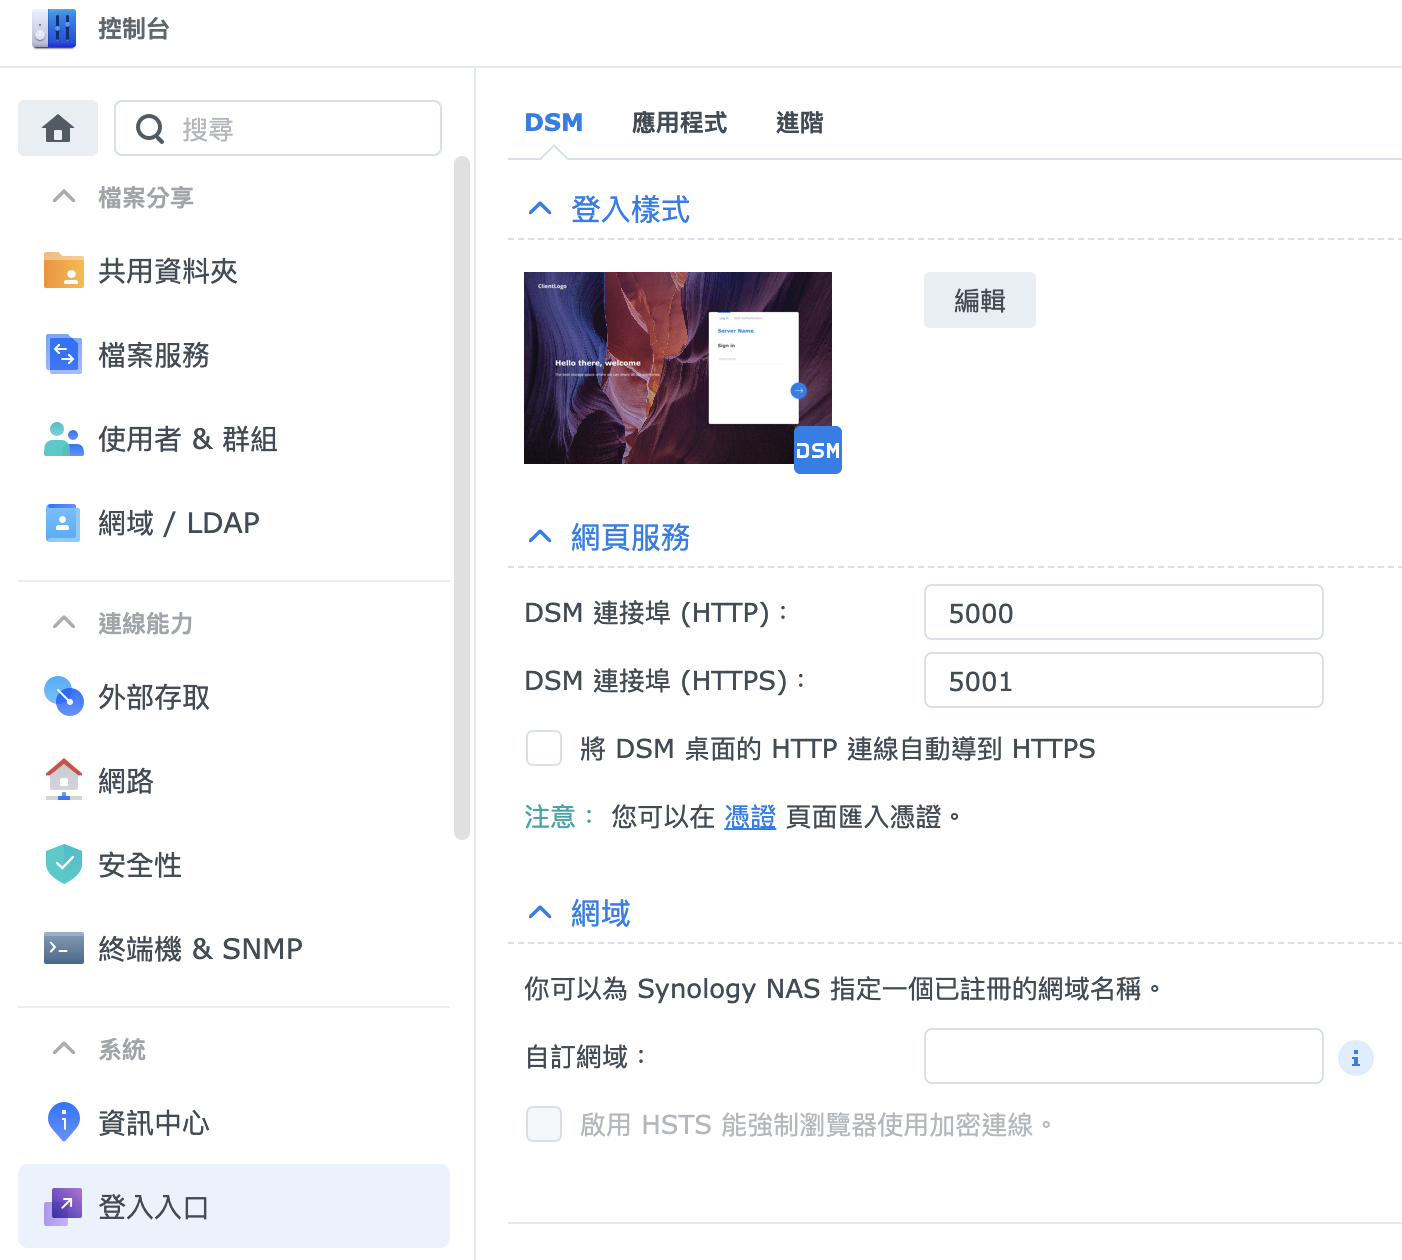 控制台
搜尋
檔案分享
共用資料夾
檔案服務
使用者 & 群組
網域 / LDAP
連線能力
外部存取
網路
安全性
終端機 & SNMP
系統
資訊中心
登入入口
DSM 應用程式 進階
登入樣式
ClientLogo
Server Name
Sign in
Hello there, welcome
DSM
編輯
網頁服務
DSM 連接埠 (HTTP)： 5000
DSM 連接埠 (HTTPS)： 5001
將 DSM 桌面的 HTTP 連線自動導到 HTTPS
注意： 您可以在 憑證 頁面匯入憑證。
網域
你可以為 Synology NAS 指定一個已註冊的網域名稱。
自訂網域：
啟用 HSTS 能強制瀏覽器使用加密連線。